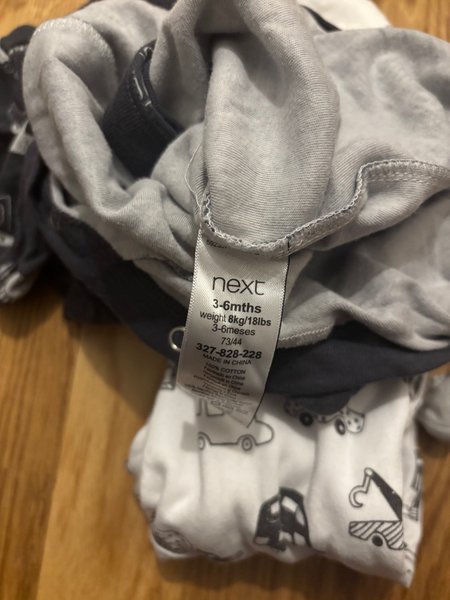 next
3-6mths
weight 8kg/18lbs
3-6meses
73/44
327-828-228
MADE IN CHINA
100% COTTON